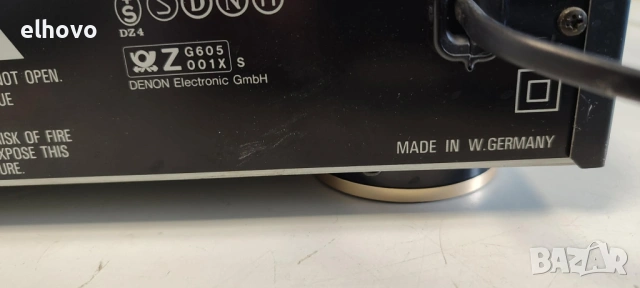 elhovo
S D N H
DZ4
Z G605
001X S
DENON Electronic GmbH
NOT OPEN.
UE
RISK OF FIRE
XPOSE THIS
URE.
MADE IN W.GERMANY
BAZAR